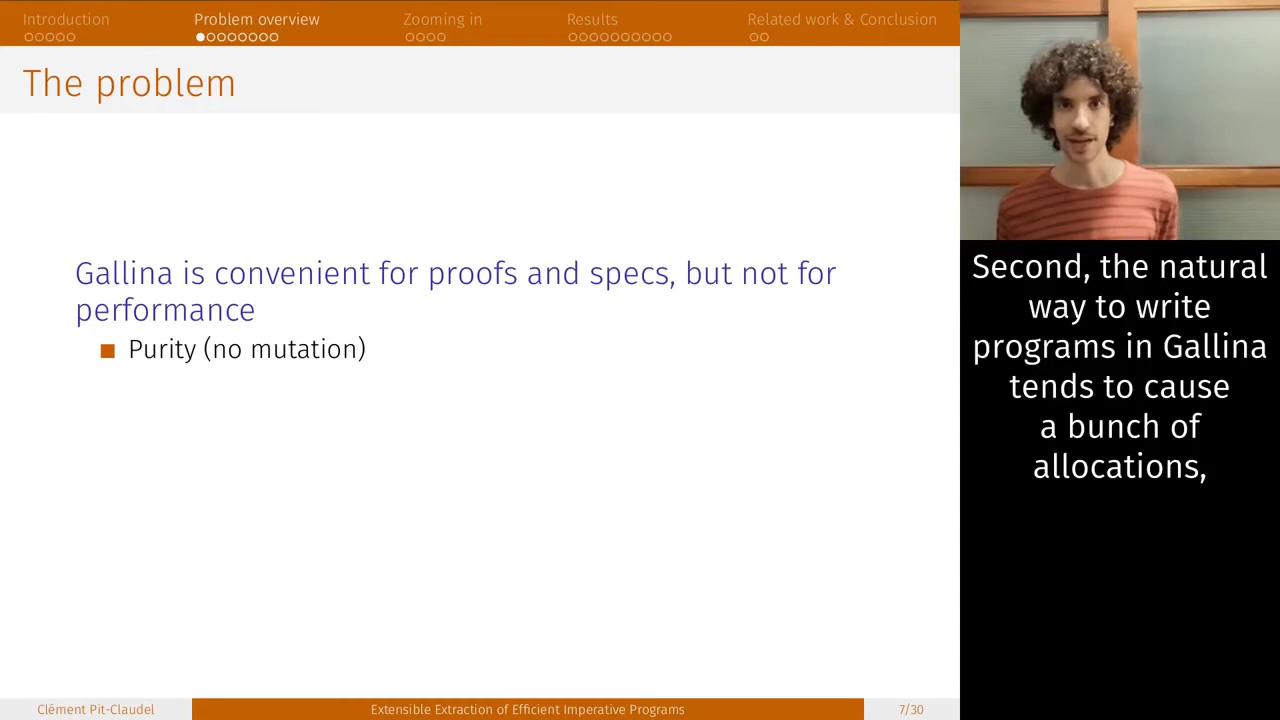 Introduction
Problem overview
Zooming in
Results
Related work & Conclusion
The problem
Gallina is convenient for proofs and specs, but not for
performance
Purity (no mutation)
Second, the natural
way to write
programs in Gallina
tends to cause
a bunch of
allocations,
Clément Pit-Claudel
Extensible Extraction of Efficient Imperative Programs
7/30